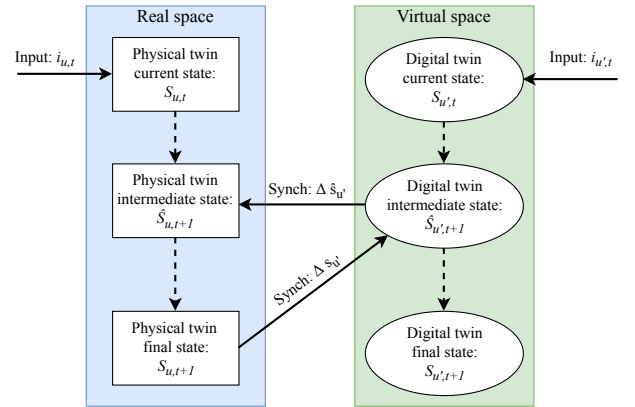 Real space
Virtual space
Input: i_{u,t}
Physical twin
current state:
S_{u,t}
Digital twin
current state:
S_{u',t}
Input: i_{u',t}
Physical twin
intermediate state:
Ŝ_{u,t+1}
Synch: Δ ŝ_{u'}
Digital twin
intermediate state:
Ŝ_{u',t+1}
Synch: Δ s_{u'}
Physical twin
final state:
S_{u,t+1}
Digital twin
final state:
S_{u',t+1}